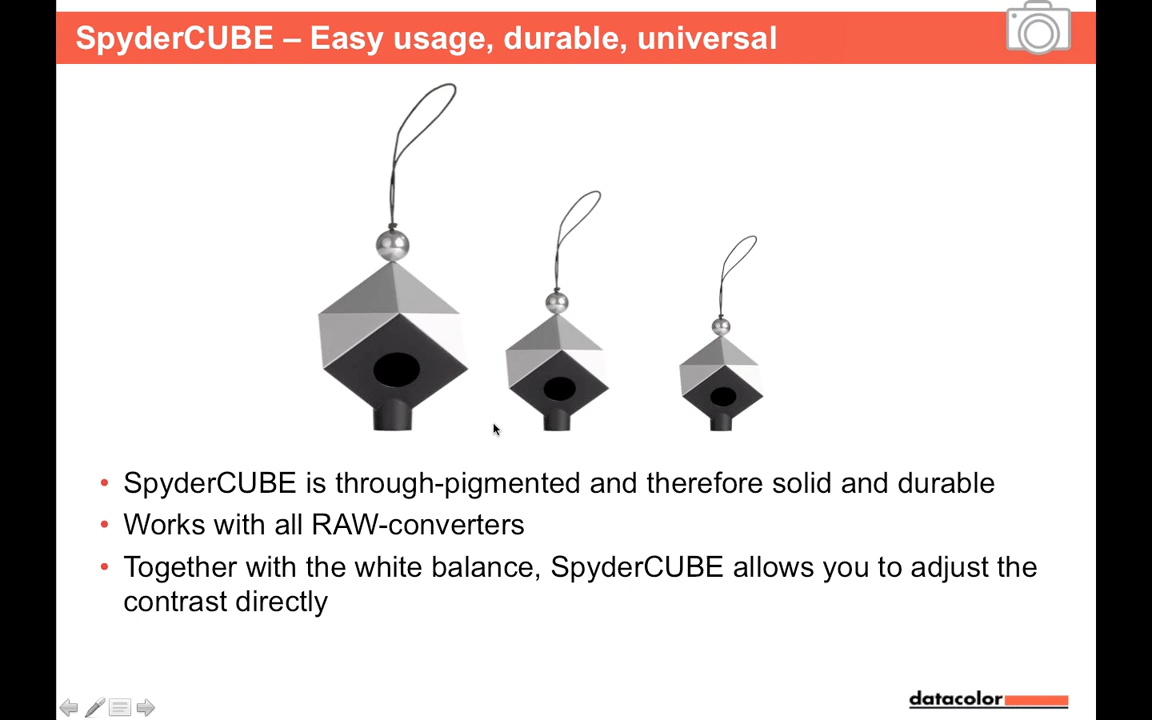 SpyderCUBE – Easy usage, durable, universal
• SpyderCUBE is through-pigmented and therefore solid and durable
• Works with all RAW-converters
• Together with the white balance, SpyderCUBE allows you to adjust the
contrast directly
datacolor